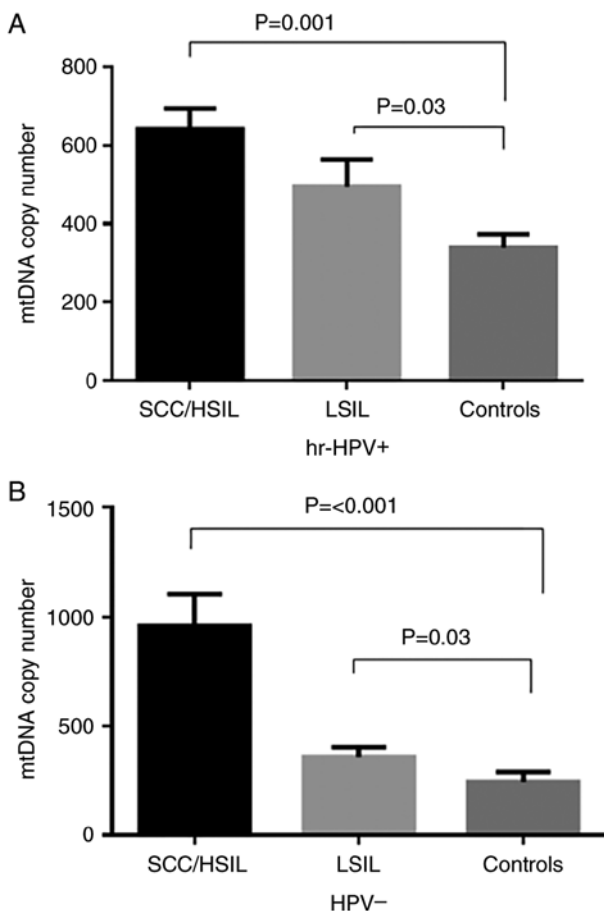 A
P=0.001
P=0.03
800
600
400
200
0
mtDNA copy number
SCC/HSIL LSIL Controls
hr-HPV+
B
P=<0.001
P=0.03
1500
1000
500
0
mtDNA copy number
SCC/HSIL LSIL Controls
HPV−